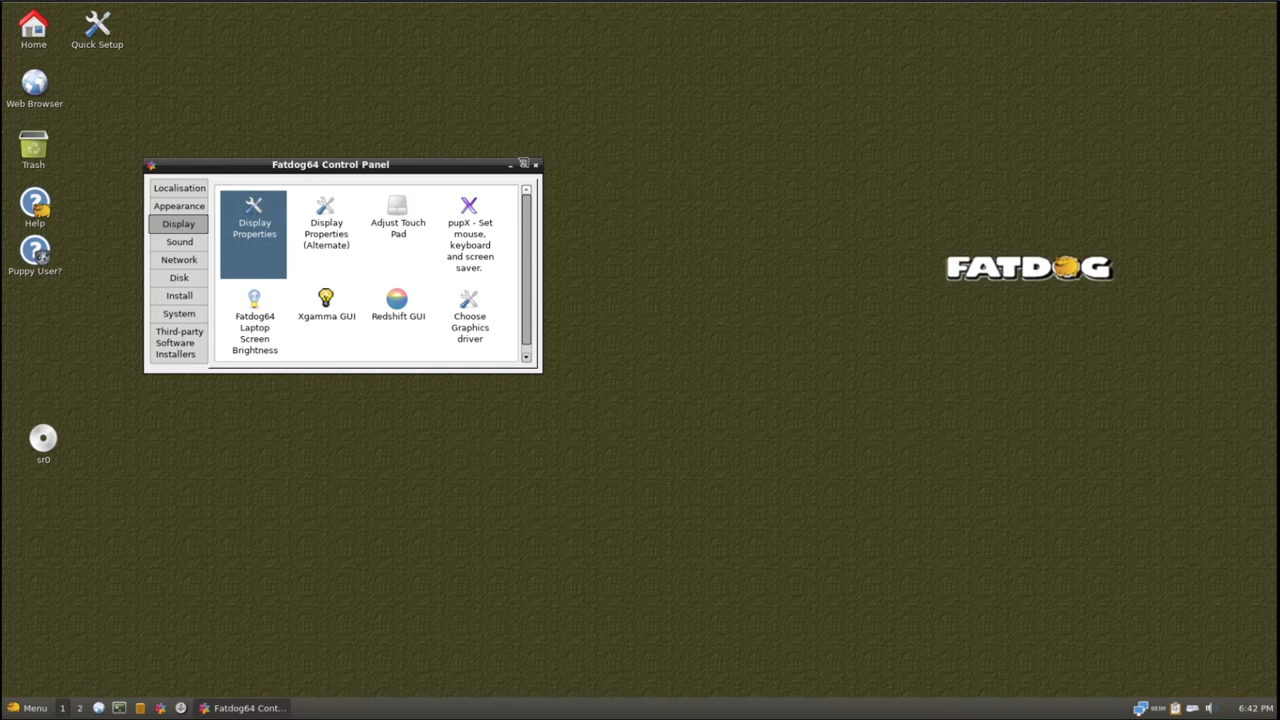 Home
Quick Setup
Web Browser
Trash
Help
Puppy User?
sr0
Fatdog64 Control Panel
Localisation
Appearance
Display
Sound
Network
Disk
Install
System
Third-party
Software
Installers
Display
Properties
Display
Properties
(Alternate)
Adjust Touch
Pad
pupX - Set
mouse,
keyboard
and screen
saver.
Fatdog64
Laptop
Screen
Brightness
Xgamma GUI
Redshift GUI
Choose
Graphics
driver
FATDOG
Menu
1
2
Fatdog64 Cont...
983M
6:42 PM